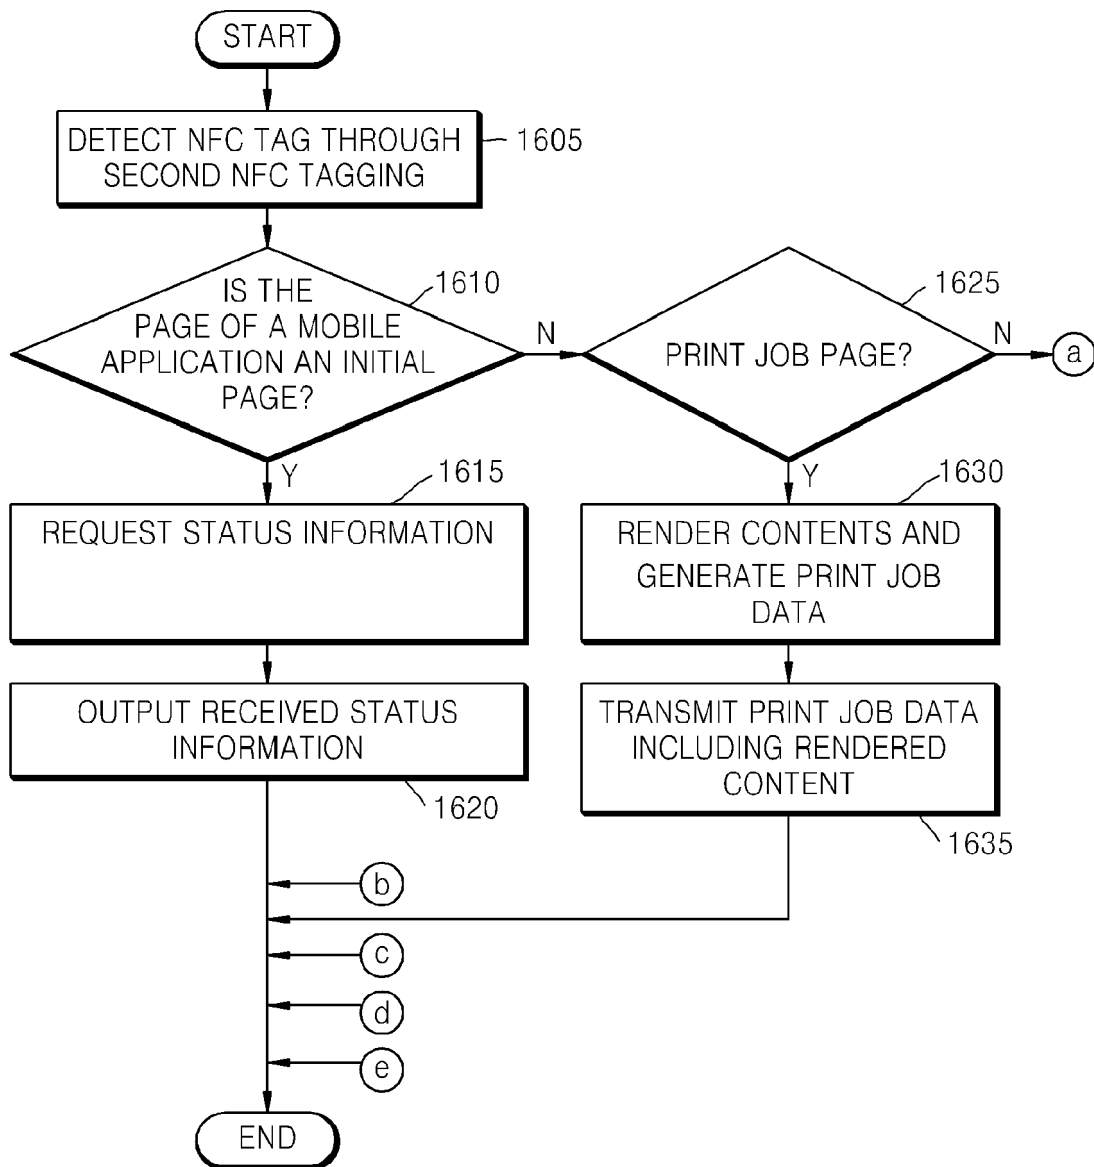 START
DETECT NFC TAG THROUGH
SECOND NFC TAGGING
1605
IS THE
PAGE OF A MOBILE
APPLICATION AN INITIAL
PAGE?
1610
N
Y
PRINT JOB PAGE?
1625
N
a
Y
REQUEST STATUS INFORMATION
1615
RENDER CONTENTS AND
GENERATE PRINT JOB
DATA
1630
OUTPUT RECEIVED STATUS
INFORMATION
1620
TRANSMIT PRINT JOB DATA
INCLUDING RENDERED
CONTENT
1635
b
c
d
e
END